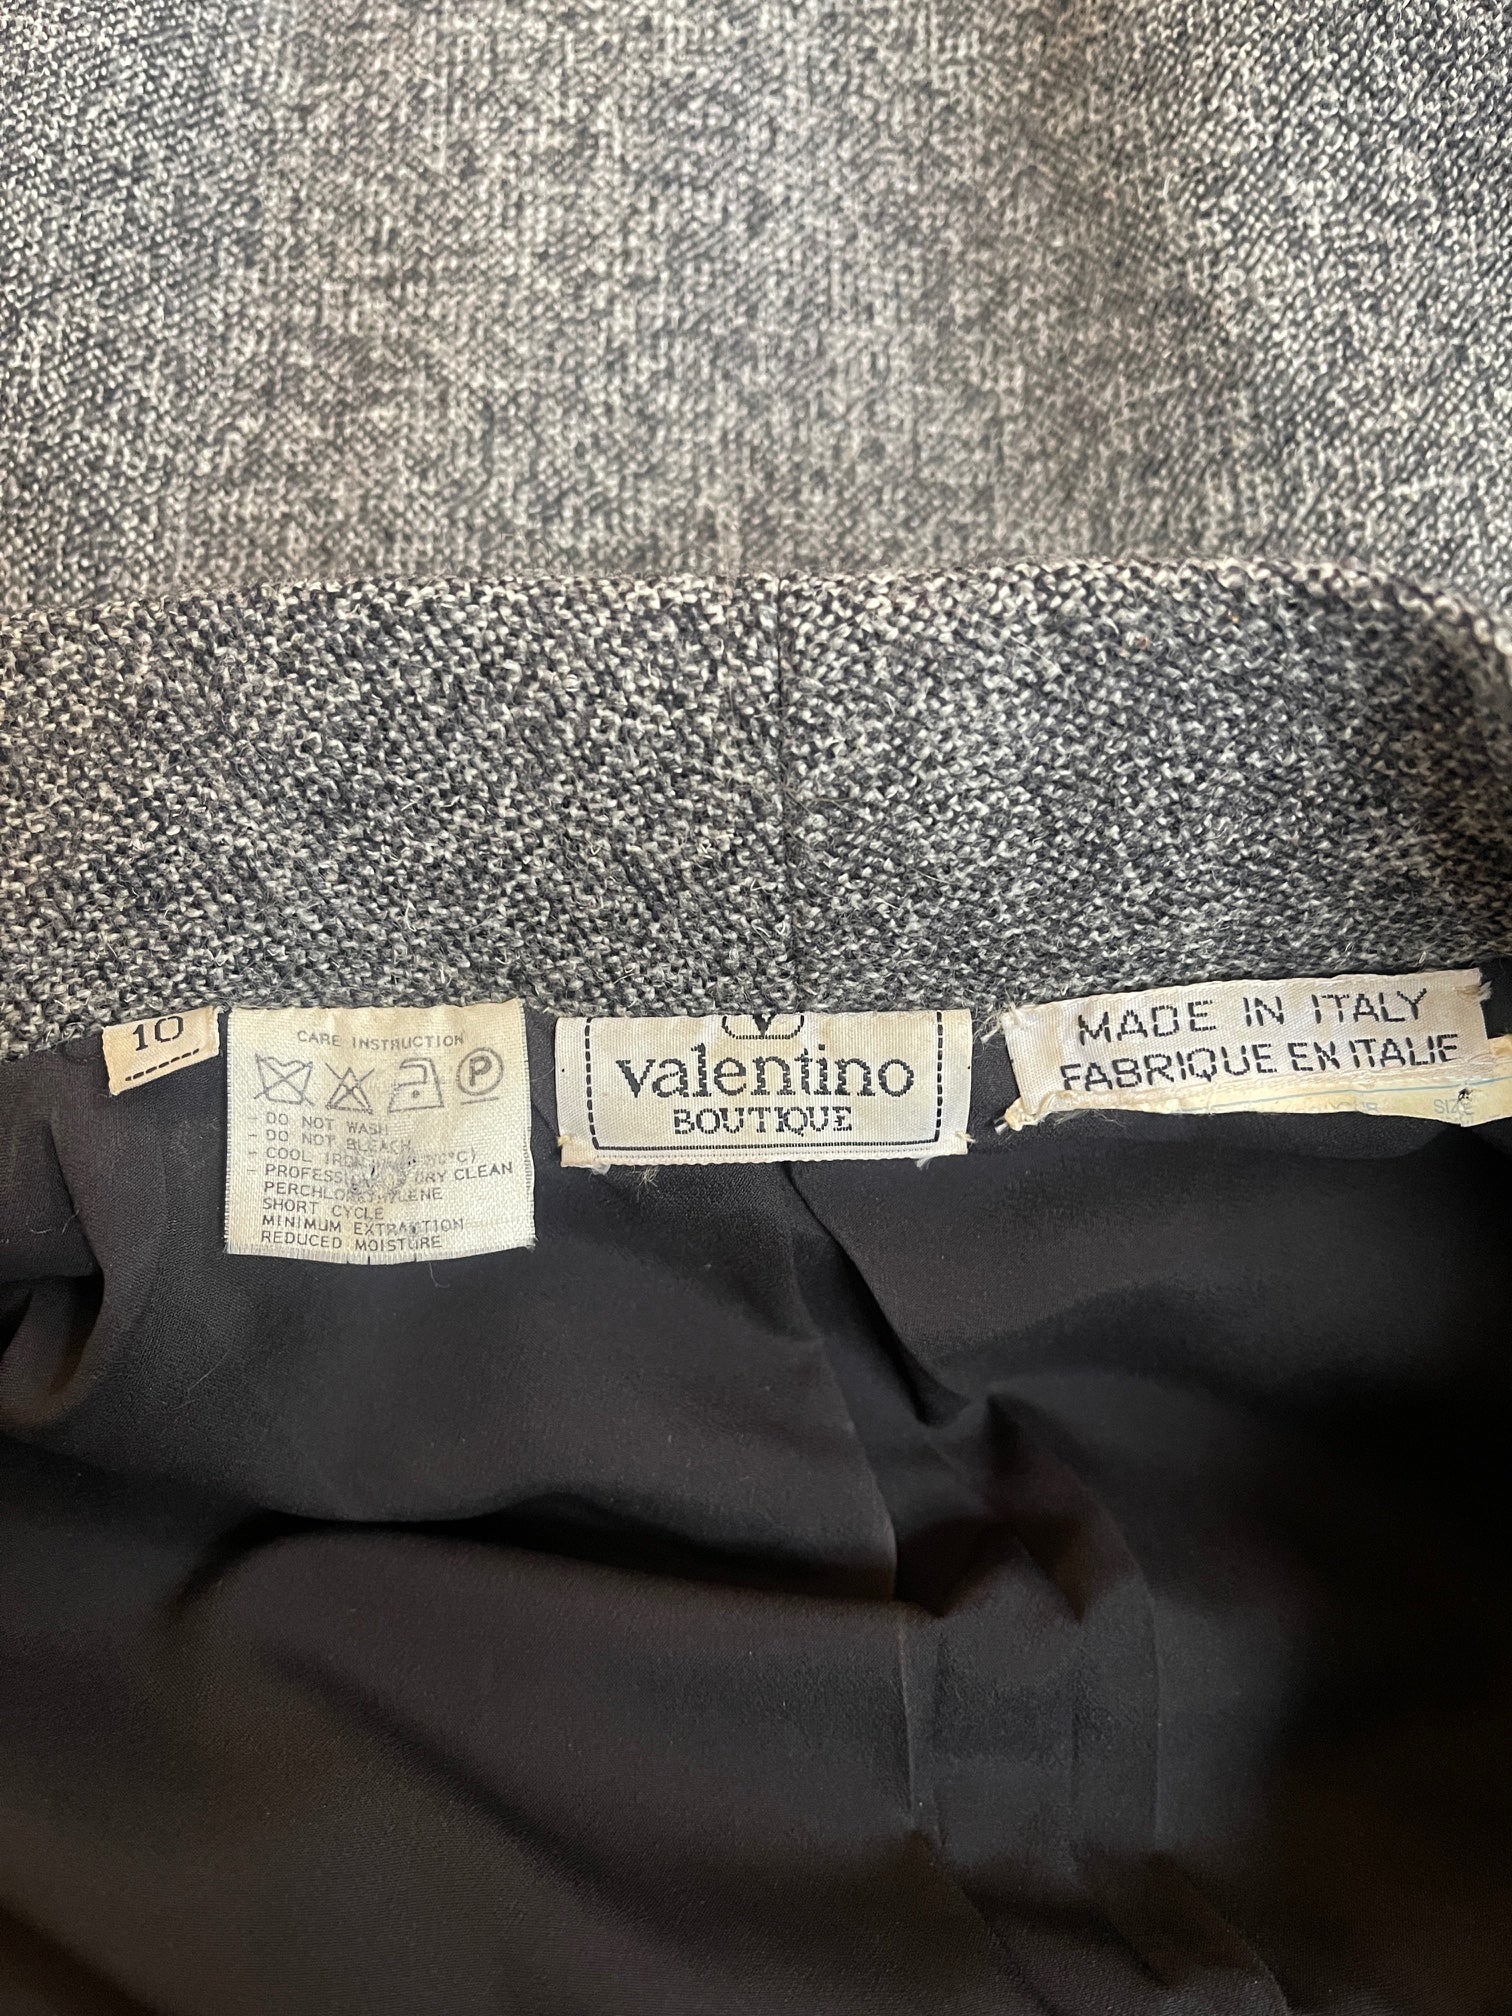 10
CARE INSTRUCTION
P
- DO NOT WASH
- DO NOT BLEACH
- COOL
- DRY CLEAN
PERCHLORETHYLENE
SHORT CYCLE
MINIMUM EXTRACTION
REDUCED MOISTURE
V
valentino
BOUTIQUE
MADE IN ITALY
FABRIQUE EN ITALIE
SIZE